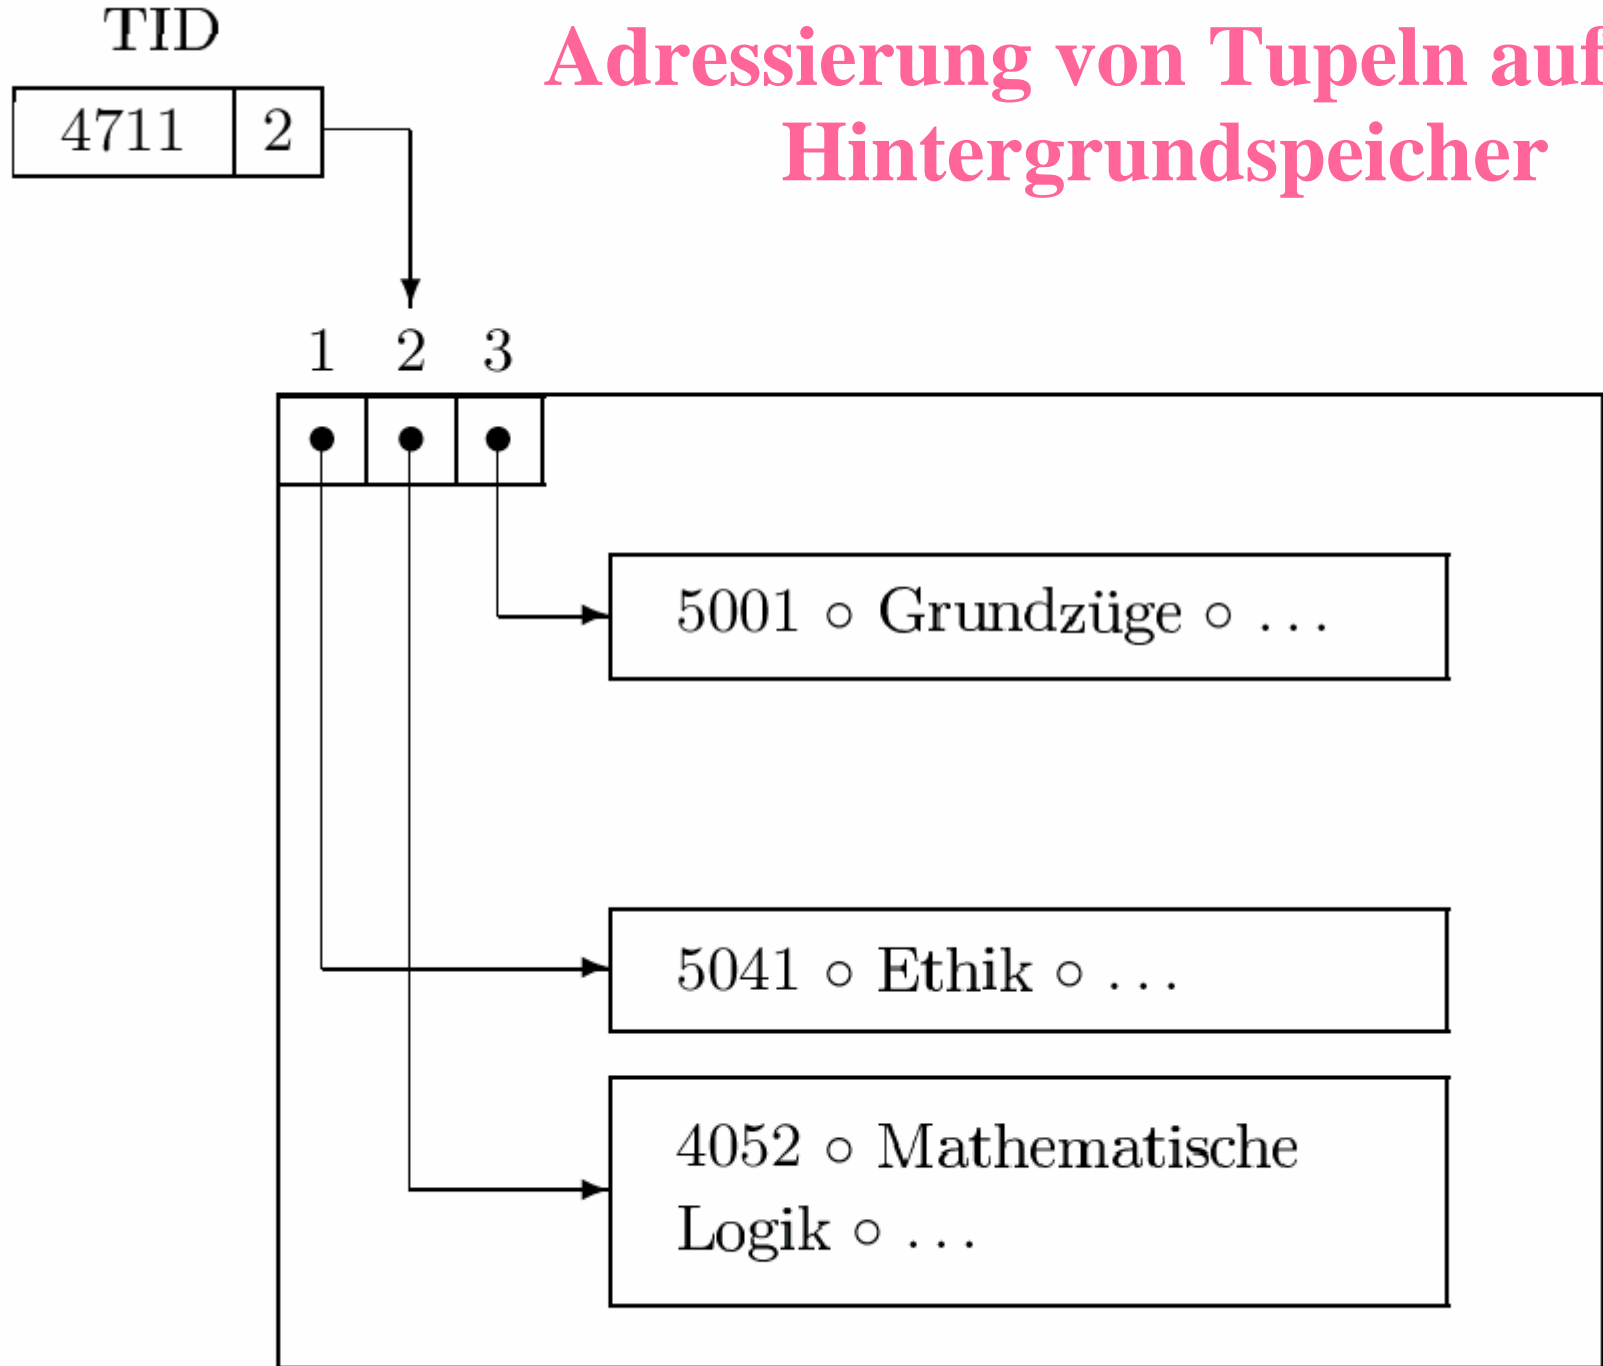 TID
Adressierung von Tupeln auf
Hintergrundspeicher
4711 2
1 2 3
5001 ∘ Grundzüge ∘ ...
5041 ∘ Ethik ∘ ...
4052 ∘ Mathematische
Logik ∘ ...